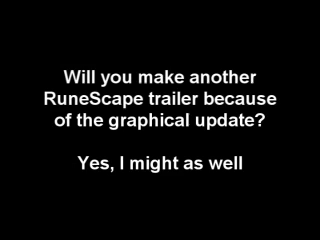 Will you make another
RuneScape trailer because
of the graphical update?
Yes, I might as well